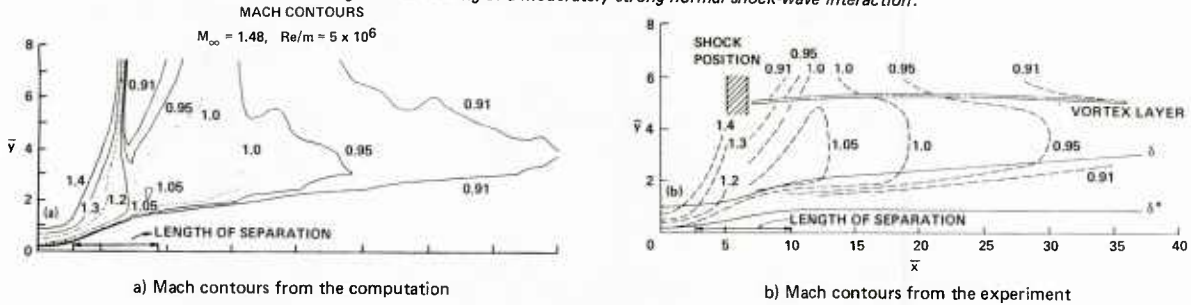 MACH CONTOURS
M∞ = 1.48, Re/m = 5 x 10⁶
8
6
ȳ
4
2
0
(a)
1.4
1.3
1.2
1.05
1.05
0.91
0.95
1.0
1.0
0.95
0.91
0.91
LENGTH OF SEPARATION
a) Mach contours from the computation
8
6
ȳ
4
2
0
(b)
SHOCK
POSITION
0.91
0.95
1.0
1.0
0.95
0.91
VORTEX LAYER
1.4
1.3
1.2
1.05
1.0
0.95
δ
0.91
δ*
LENGTH OF SEPARATION
0 5 10 15 20 25 30 35 40
x̄
b) Mach contours from the experiment